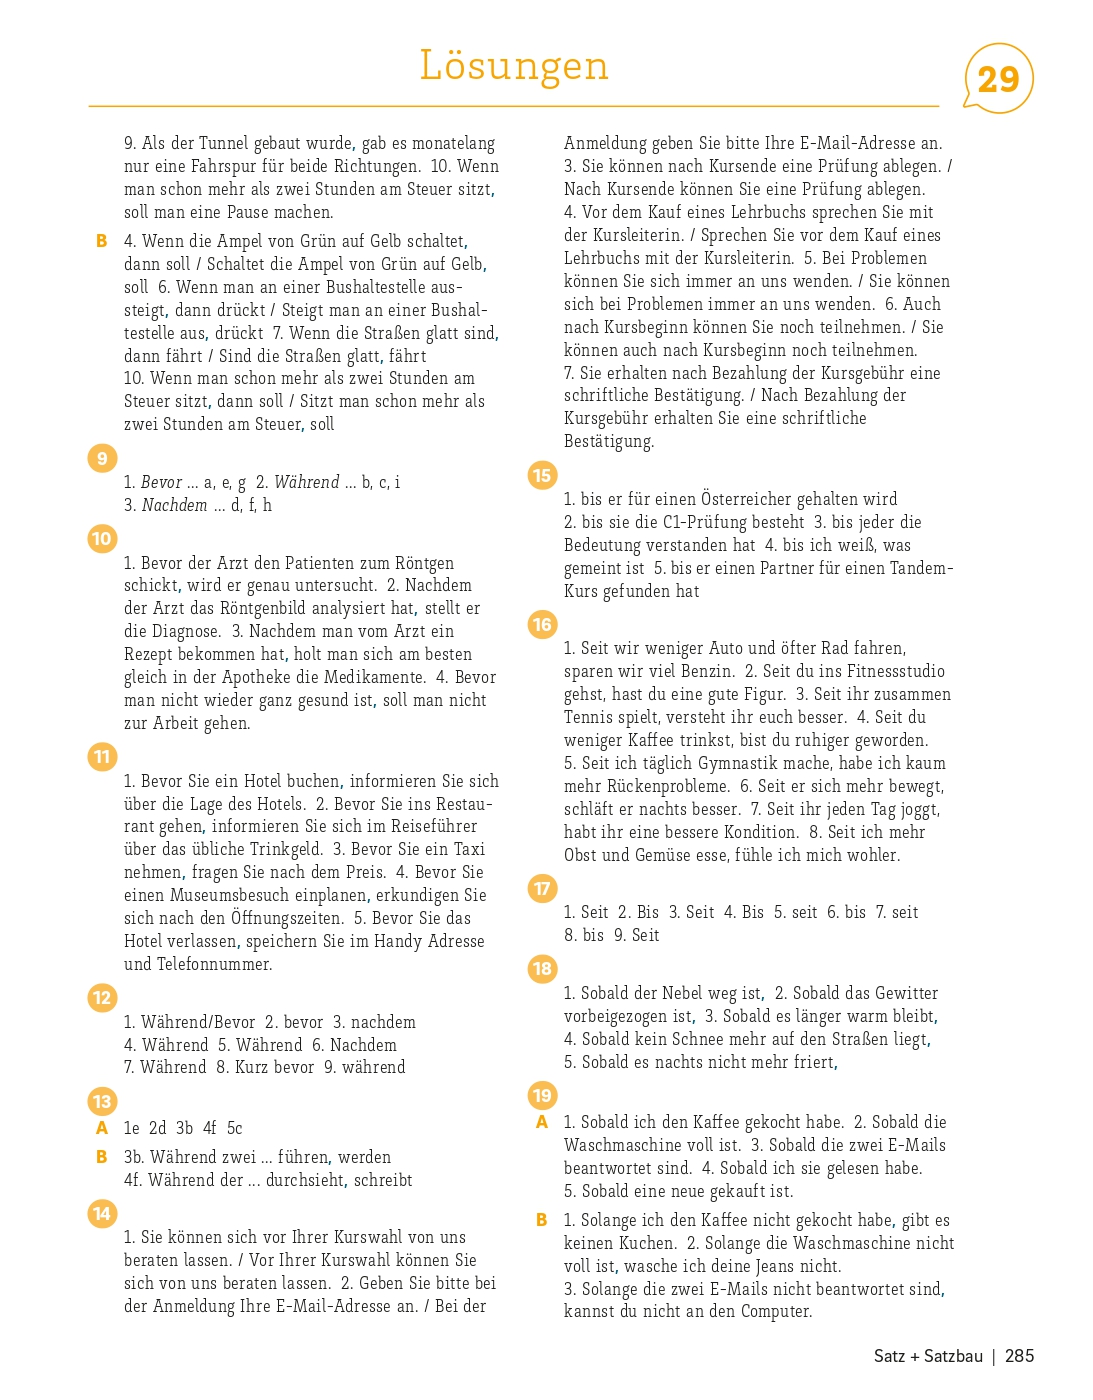 Lösungen
29
9. Als der Tunnel gebaut wurde, gab es monatelang
nur eine Fahrspur für beide Richtungen. 10. Wenn
man schon mehr als zwei Stunden am Steuer sitzt,
soll man eine Pause machen.
B 4. Wenn die Ampel von Grün auf Gelb schaltet,
dann soll / Schaltet die Ampel von Grün auf Gelb,
soll 6. Wenn man an einer Bushaltestelle aus-
steigt, dann drückt / Steigt man an einer Bushal-
testelle aus, drückt 7. Wenn die Straßen glatt sind,
dann fährt / Sind die Straßen glatt, fährt
10. Wenn man schon mehr als zwei Stunden am
Steuer sitzt, dann soll / Sitzt man schon mehr als
zwei Stunden am Steuer, soll
9
1. Bevor ... a, e, g 2. Während ... b, c, i
3. Nachdem ... d, f, h
10
1. Bevor der Arzt den Patienten zum Röntgen
schickt, wird er genau untersucht. 2. Nachdem
der Arzt das Röntgenbild analysiert hat, stellt er
die Diagnose. 3. Nachdem man vom Arzt ein
Rezept bekommen hat, holt man sich am besten
gleich in der Apotheke die Medikamente. 4. Bevor
man nicht wieder ganz gesund ist, soll man nicht
zur Arbeit gehen.
11
1. Bevor Sie ein Hotel buchen, informieren Sie sich
über die Lage des Hotels. 2. Bevor Sie ins Restau-
rant gehen, informieren Sie sich im Reiseführer
über das übliche Trinkgeld. 3. Bevor Sie ein Taxi
nehmen, fragen Sie nach dem Preis. 4. Bevor Sie
einen Museumsbesuch einplanen, erkundigen Sie
sich nach den Öffnungszeiten. 5. Bevor Sie das
Hotel verlassen, speichern Sie im Handy Adresse
und Telefonnummer.
12
1. Während/Bevor 2. bevor 3. nachdem
4. Während 5. Während 6. Nachdem
7. Während 8. Kurz bevor 9. während
13
A 1e 2d 3b 4f 5c
B 3b. Während zwei ... führen, werden
4f. Während der ... durchsieht, schreibt
14
1. Sie können sich vor Ihrer Kurswahl von uns
beraten lassen. / Vor Ihrer Kurswahl können Sie
sich von uns beraten lassen. 2. Geben Sie bitte bei
der Anmeldung Ihre E-Mail-Adresse an. / Bei der
Anmeldung geben Sie bitte Ihre E-Mail-Adresse an.
3. Sie können nach Kursende eine Prüfung ablegen. /
Nach Kursende können Sie eine Prüfung ablegen.
4. Vor dem Kauf eines Lehrbuchs sprechen Sie mit
der Kursleiterin. / Sprechen Sie vor dem Kauf eines
Lehrbuchs mit der Kursleiterin. 5. Bei Problemen
können Sie sich immer an uns wenden. / Sie können
sich bei Problemen immer an uns wenden. 6. Auch
nach Kursbeginn können Sie noch teilnehmen. / Sie
können auch nach Kursbeginn noch teilnehmen.
7. Sie erhalten nach Bezahlung der Kursgebühr eine
schriftliche Bestätigung. / Nach Bezahlung der
Kursgebühr erhalten Sie eine schriftliche
Bestätigung.
15
1. bis er für einen Österreicher gehalten wird
2. bis sie die C1-Prüfung besteht 3. bis jeder die
Bedeutung verstanden hat 4. bis ich weiß, was
gemeint ist 5. bis er einen Partner für einen Tandem-
Kurs gefunden hat
16
1. Seit wir weniger Auto und öfter Rad fahren,
sparen wir viel Benzin. 2. Seit du ins Fitnessstudio
gehst, hast du eine gute Figur. 3. Seit ihr zusammen
Tennis spielt, versteht ihr euch besser. 4. Seit du
weniger Kaffee trinkst, bist du ruhiger geworden.
5. Seit ich täglich Gymnastik mache, habe ich kaum
mehr Rückenprobleme. 6. Seit er sich mehr bewegt,
schläft er nachts besser. 7. Seit ihr jeden Tag joggt,
habt ihr eine bessere Kondition. 8. Seit ich mehr
Obst und Gemüse esse, fühle ich mich wohler.
17
1. Seit 2. Bis 3. Seit 4. Bis 5. seit 6. bis 7. seit
8. bis 9. Seit
18
1. Sobald der Nebel weg ist, 2. Sobald das Gewitter
vorbeigezogen ist, 3. Sobald es länger warm bleibt,
4. Sobald kein Schnee mehr auf den Straßen liegt,
5. Sobald es nachts nicht mehr friert,
19
A 1. Sobald ich den Kaffee gekocht habe. 2. Sobald die
Waschmaschine voll ist. 3. Sobald die zwei E-Mails
beantwortet sind. 4. Sobald ich sie gelesen habe.
5. Sobald eine neue gekauft ist.
B 1. Solange ich den Kaffee nicht gekocht habe, gibt es
keinen Kuchen. 2. Solange die Waschmaschine nicht
voll ist, wasche ich deine Jeans nicht.
3. Solange die zwei E-Mails nicht beantwortet sind,
kannst du nicht an den Computer.
Satz + Satzbau | 285